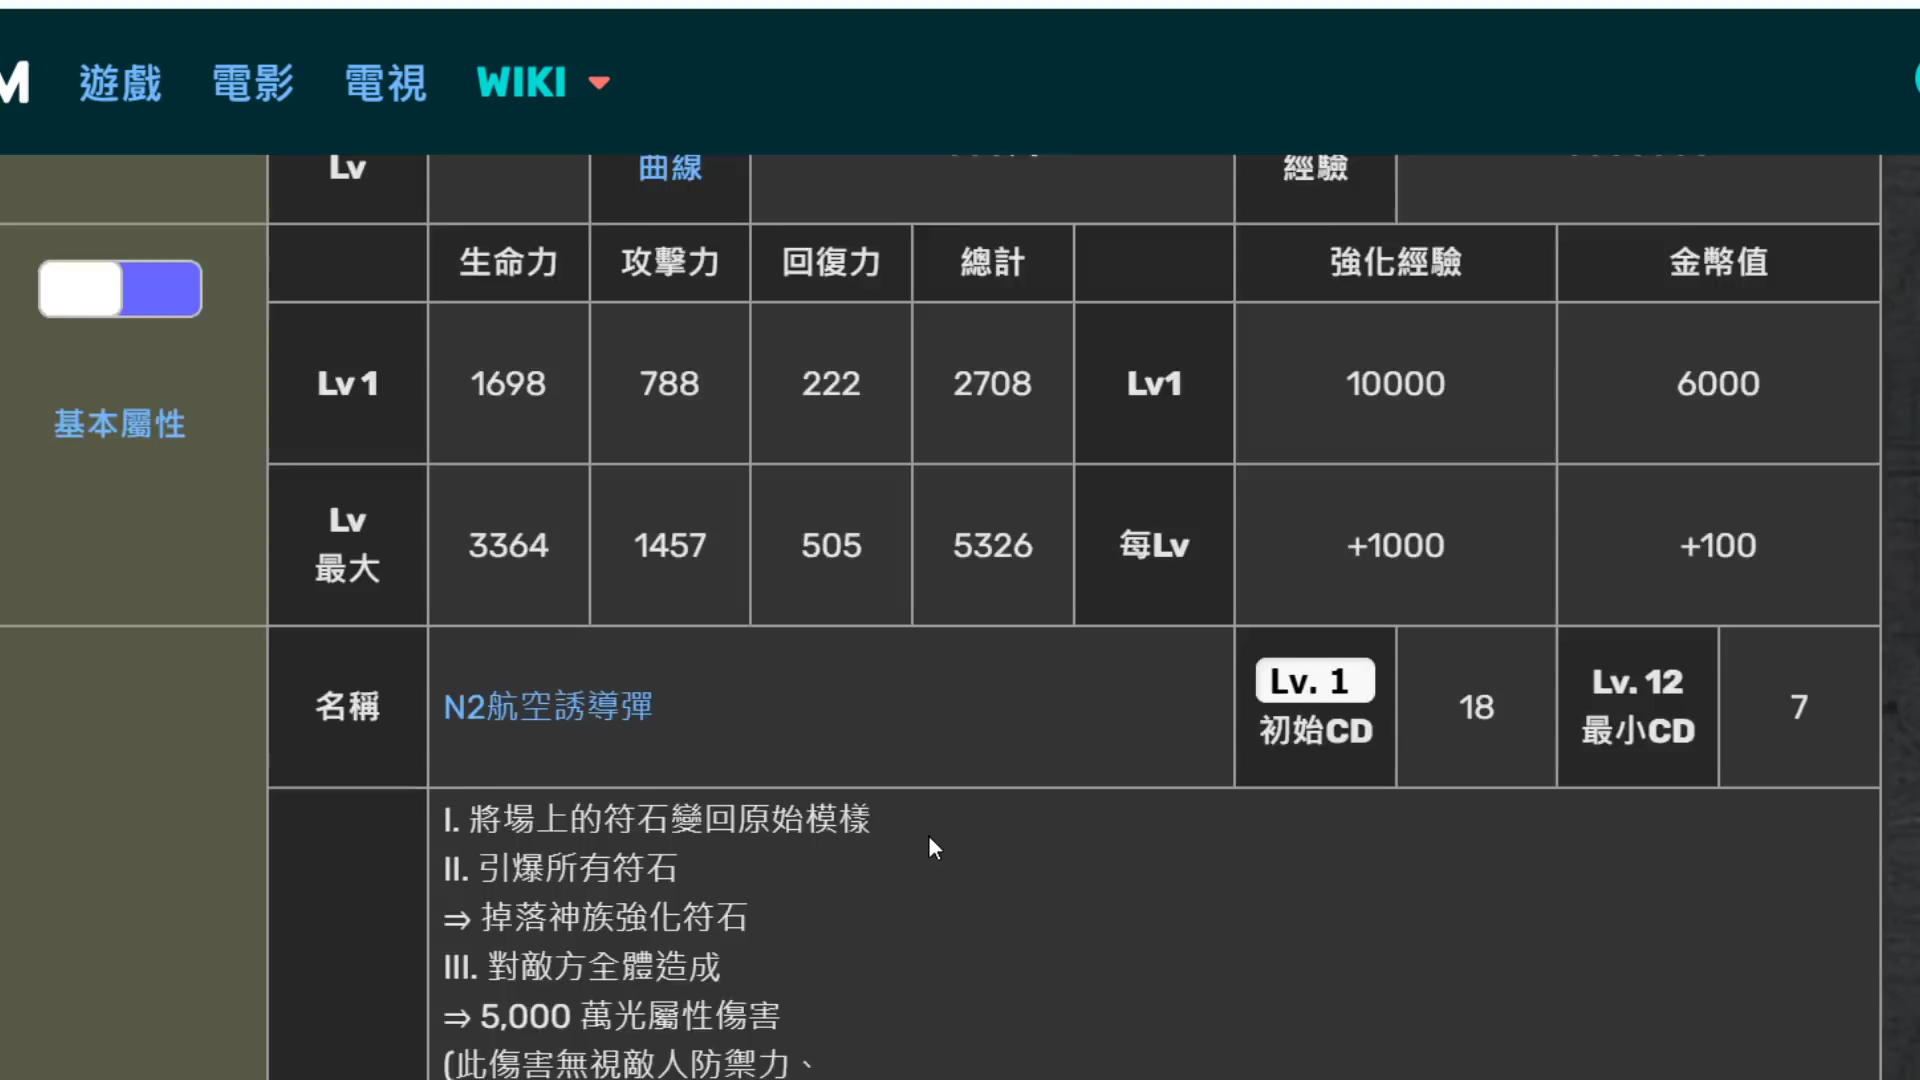 M 遊戲 電影 電視 WIKI
Lv 曲線 經驗
生命力 攻擊力 回復力 總計 強化經驗 金幣值
基本屬性
Lv 1 1698 788 222 2708 Lv1 10000 6000
Lv
最大 3364 1457 505 5326 每Lv +1000 +100
名稱 N2航空誘導彈
Lv. 1
初始CD 18
Lv. 12
最小CD 7
I. 將場上的符石變回原始模樣
II. 引爆所有符石
⇒ 掉落神族強化符石
III. 對敵方全體造成
⇒ 5,000 萬光屬性傷害
(此傷害無視敵人防禦力、